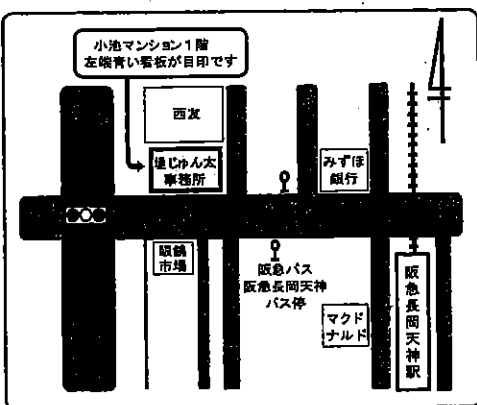 小池マンション1階
左端青い看板が目印です
西友
じゅん太
事務所
みずほ
銀行
市場
阪急バス
阪急長岡天神
バス停
マクド
ナルド
阪急長岡天神駅